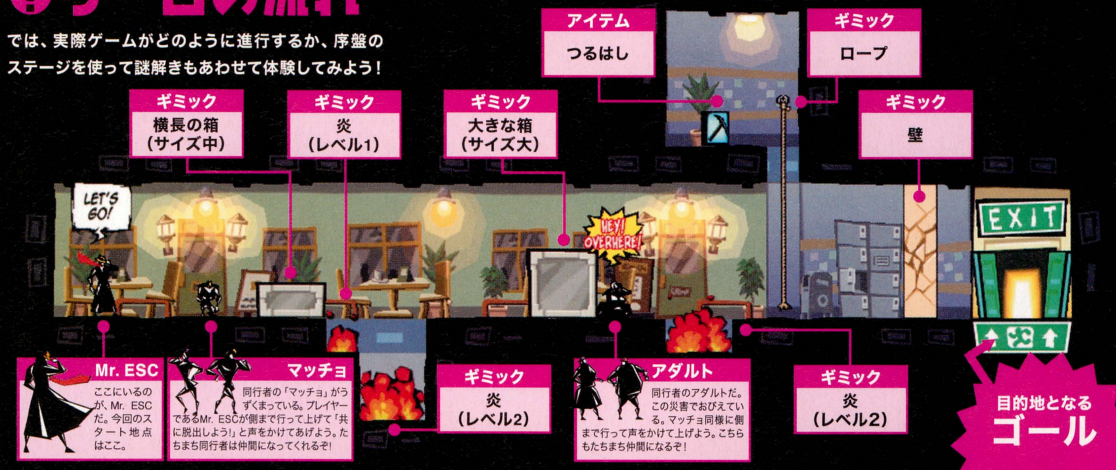 では、実際ゲームがどのように進行するか、序盤の
ステージを使って謎解きもあわせて体験してみよう！
アイテム
つるはし
ギミック
ロープ
ギミック
横長の箱
（サイズ中）
ギミック
炎
（レベル1）
ギミック
大きな箱
（サイズ大）
ギミック
壁
LET'S
GO!
HEY!
OVERHERE!
EXIT
Mr. ESC
ここにいるの
が、Mr. ESC
だ。今回のス
タート地点
はここ。
マッチョ
同行者の「マッチョ」がう
ずくまっている。プレイヤー
であるMr. ESCが側まで行って上げて「共
に脱出しよう！」と声をかけてあげよう。た
ちまち同行者は仲間になってくれるぞ！
ギミック
炎
（レベル2）
アダルト
同行者のアダルトだ。
この災害でおびえてい
る。マッチョ同様に側
まで行って声をかけて上げよう。こちら
もたちまち仲間になるぞ！
ギミック
炎
（レベル2）
目的地となる
ゴール